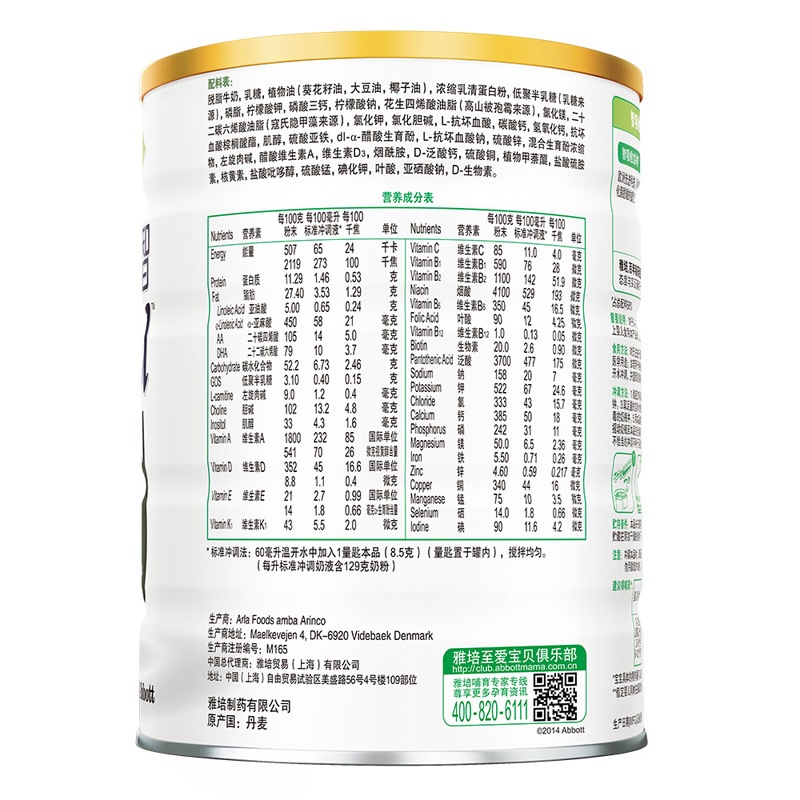 配料表:
脱脂牛奶, 乳糖, 植物油 (葵花籽油, 大豆油, 椰子油), 浓缩乳清蛋白粉, 低聚半乳糖 (乳糖来
源), 磷脂, 柠檬酸钾, 磷酸三钙, 柠檬酸钠, 花生四烯酸油脂 (高山被孢霉来源), 氯化镁, 二十
二碳六烯酸油脂 (寇氏隐甲藻来源), 氯化钾, 氯化胆碱, L-抗坏血酸, 碳酸钙, 氢氧化钙, 抗坏
血酸棕榈酸酯, 肌醇, 硫酸亚铁, dl-α-醋酸生育酚, L-抗坏血酸钠, 硫酸锌, 混合生育酚浓缩
物, 左旋肉碱, 醋酸维生素A, 维生素D3, 烟酰胺, D-泛酸钙, 硫酸铜, 植物甲萘醌, 盐酸硫胺
素, 核黄素, 盐酸吡哆醇, 硫酸锰, 碘化钾, 叶酸, 亚硒酸钠, D-生物素。
营养成分表
Nutrients 营养素 每100克粉末 每100毫升标准冲调液* 每100千焦 单位
Energy 能量 507 65 24 千卡
2119 273 100 千焦
Protein 蛋白质 11.29 1.46 0.53 克
Fat 脂肪 27.40 3.53 1.29 克
Linoleic Acid 亚油酸 5.00 0.65 0.24 克
α-Linolenic Acid α-亚麻酸 450 58 21 毫克
AA 二十碳四烯酸 105 14 5.0 毫克
DHA 二十二碳六烯酸 79 10 3.7 毫克
Carbohydrate 碳水化合物 52.2 6.73 2.46 克
GOS 低聚半乳糖 3.10 0.40 0.15 克
L-carnitine 左旋肉碱 9.0 1.2 0.4 毫克
Choline 胆碱 102 13.2 4.8 毫克
Inositol 肌醇 33 4.3 1.6 毫克
Vitamin A 维生素A 1800 232 85 国际单位
541 70 26 微克视黄醇当量
Vitamin D 维生素D 352 45 16.6 国际单位
8.8 1.1 0.4 微克
Vitamin E 维生素E 21 2.7 0.99 国际单位
14 1.8 0.66 毫克α-生育酚当量
Vitamin K1 维生素K1 43 5.5 2.0 微克
Nutrients 营养素 每100克粉末 每100毫升标准冲调液* 每100千焦 单位
Vitamin C 维生素C 85 11.0 4.0 毫克
Vitamin B1 维生素B1 590 76 28 微克
Vitamin B2 维生素B2 1100 142 51.9 微克
Niacin 烟酸 4100 529 193 微克
Vitamin B6 维生素B6 350 45 16.5 微克
Folic Acid 叶酸 90 12 4.25 微克
Vitamin B12 维生素B12 1.0 0.13 0.05 微克
Biotin 生物素 20.0 2.6 0.90 微克
Pantothenic Acid 泛酸 3700 477 175 微克
Sodium 钠 158 20 7 毫克
Potassium 钾 522 67 24.6 毫克
Chloride 氯 333 43 15.7 毫克
Calcium 钙 385 50 18 毫克
Phosphorus 磷 242 31 11 毫克
Magnesium 镁 50.0 6.5 2.36 毫克
Iron 铁 5.50 0.71 0.26 毫克
Zinc 锌 4.60 0.59 0.217 毫克
Copper 铜 340 44 16 微克
Manganese 锰 75 10 3.5 微克
Selenium 硒 14.0 1.8 0.66 微克
Iodine 碘 90 11.6 4.2 微克
* 标准冲调法: 60毫升温开水中加入1量匙本品 (8.5克) (量匙置于罐内), 搅拌均匀。
(每升标准冲调奶液含129克奶粉)
生产商: Arla Foods amba Arinco
生产商地址: Maelkevejen 4, DK-6920 Videbaek Denmark
生产商注册编号: M165
中国总代理商: 雅培贸易 (上海) 有限公司
地址: 中国 (上海) 自由贸易试验区美盛路56号4号楼109部位
雅培制药有限公司
原产国: 丹麦
雅培至爱宝贝俱乐部
http://club.abbottmama.com.cn
雅培哺育专家专线
尊享更多孕育资讯
400-820-6111
©2014 Abbott